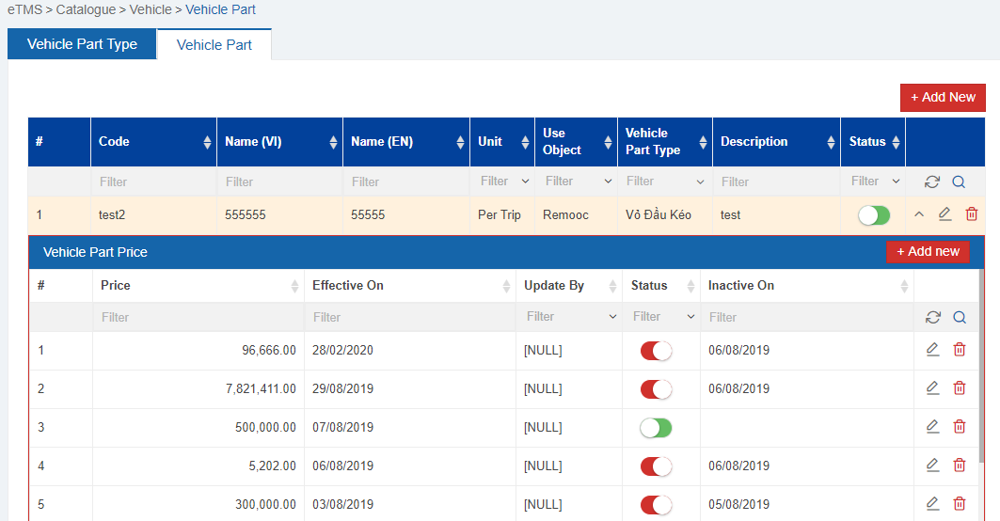 eTMS > Catalogue > Vehicle > Vehicle Part
Vehicle Part Type Vehicle Part
+ Add New
# Code Name (VI) Name (EN) Unit Use Object Vehicle Part Type Description Status
Filter Filter Filter Filter Filter Filter Filter Filter
1 test2 555555 55555 Per Trip Remooc Vỏ Đầu Kéo test
Vehicle Part Price + Add new
# Price Effective On Update By Status Inactive On
Filter Filter Filter Filter Filter
1 96,666.00 28/02/2020 [NULL] 06/08/2019
2 7,821,411.00 29/08/2019 [NULL] 06/08/2019
3 500,000.00 07/08/2019 [NULL]
4 5,202.00 06/08/2019 [NULL] 06/08/2019
5 300,000.00 03/08/2019 [NULL] 05/08/2019